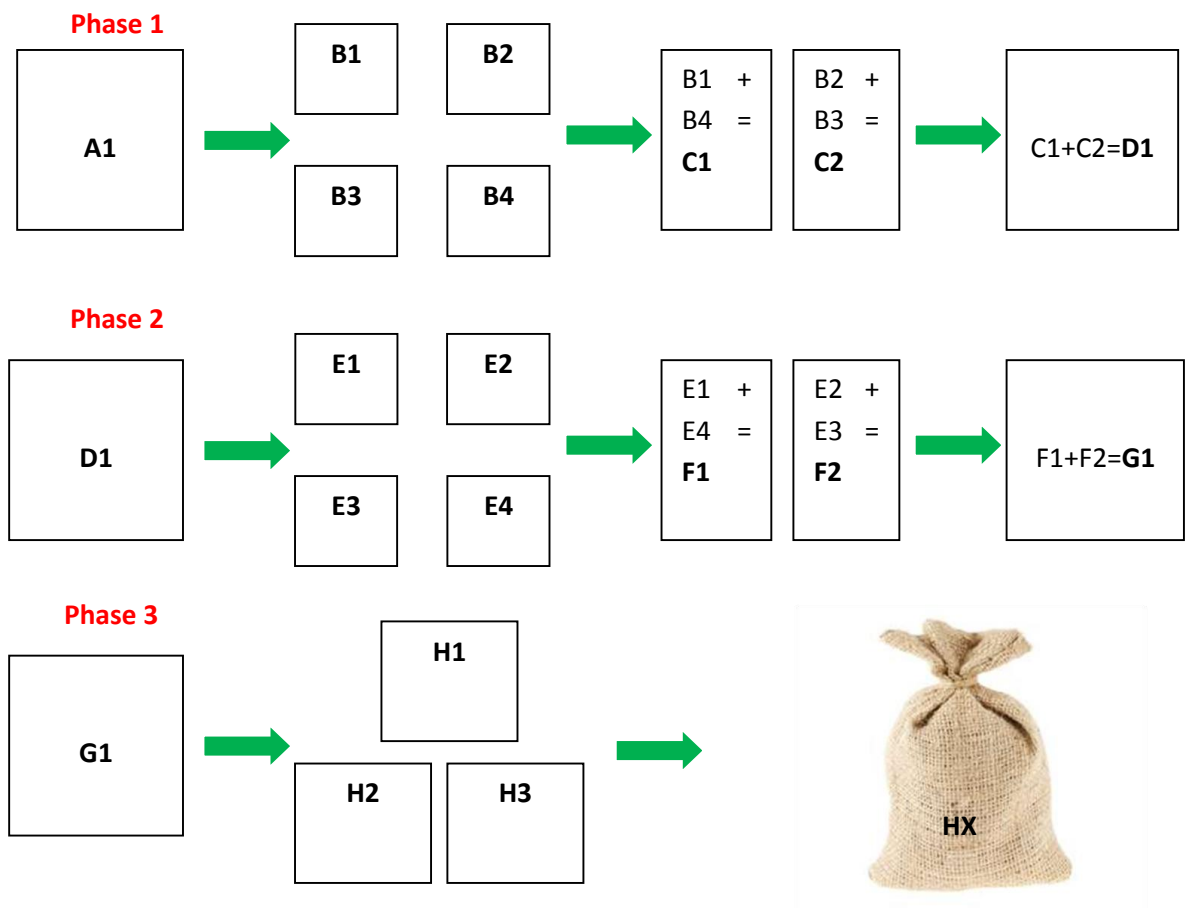 Phase 1
A1
B1
B2
B3
B4
B1 +
B4 =
C1
B2 +
B3 =
C2
C1+C2=D1
Phase 2
D1
E1
E2
E3
E4
E1 +
E4 =
F1
E2 +
E3 =
F2
F1+F2=G1
Phase 3
G1
H1
H2
H3
HX